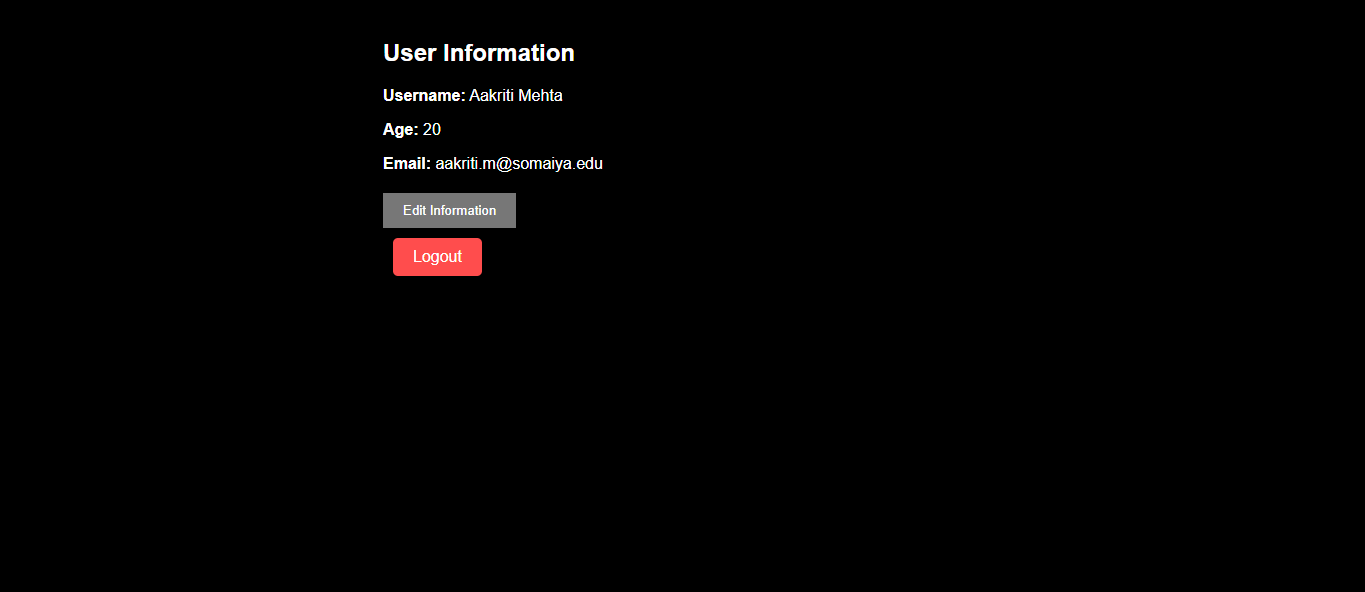 User Information
Username: Aakriti Mehta
Age: 20
Email: aakriti.m@somaiya.edu
Edit Information
Logout